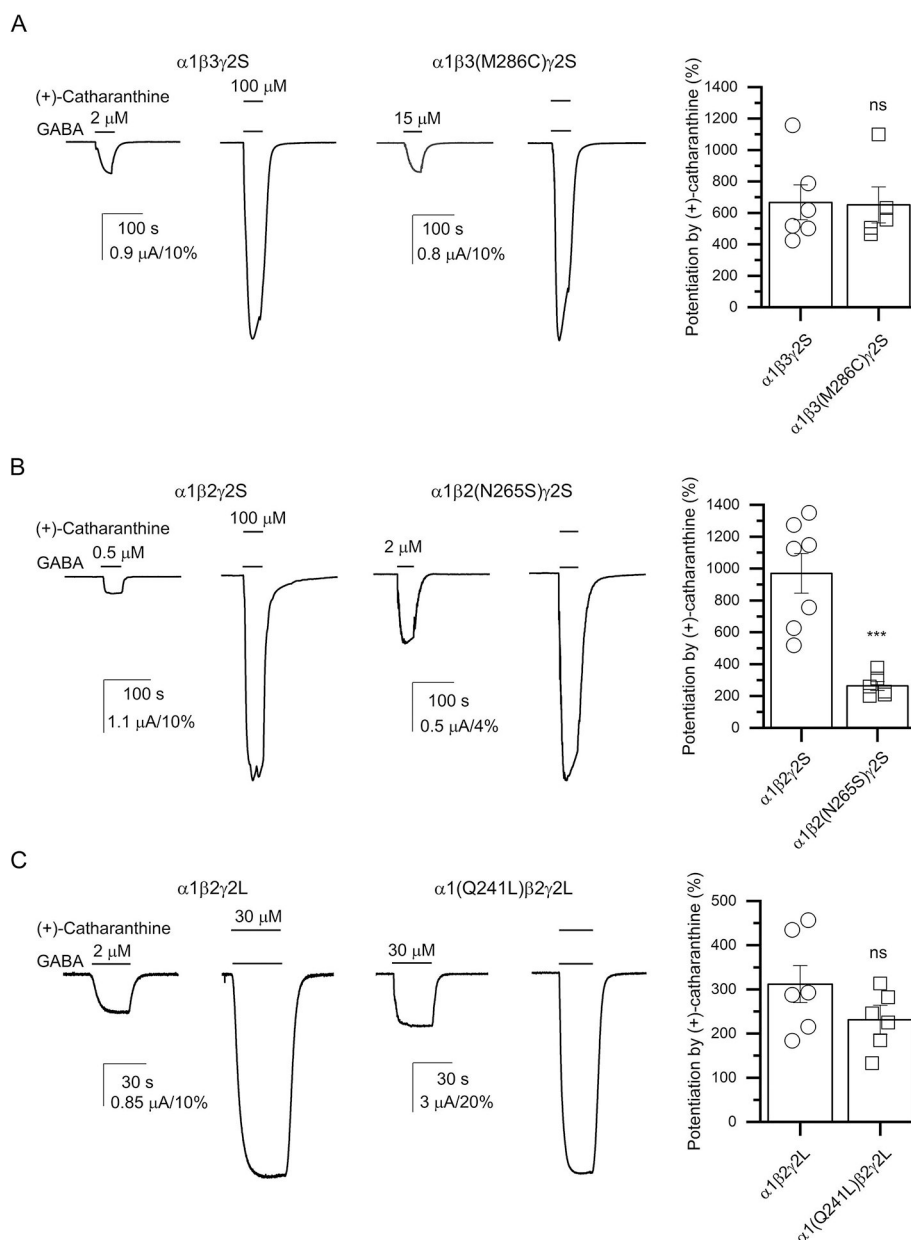 A
α1β3γ2S
α1β3(M286C)γ2S
(+)-Catharanthine
100 μM
GABA
2 μM
15 μM
100 s
0.9 μA/10%
100 s
0.8 μA/10%
Potentiation by (+)-catharanthine (%)
1400
1200
1000
800
600
400
200
0
ns
α1β3γ2S
α1β3(M286C)γ2S
B
α1β2γ2S
α1β2(N265S)γ2S
(+)-Catharanthine
100 μM
GABA
0.5 μM
2 μM
100 s
1.1 μA/10%
100 s
0.5 μA/4%
Potentiation by (+)-catharanthine (%)
1400
1200
1000
800
600
400
200
0
***
α1β2γ2S
α1β2(N265S)γ2S
C
α1β2γ2L
α1(Q241L)β2γ2L
(+)-Catharanthine
30 μM
GABA
2 μM
30 μM
30 s
0.85 μA/10%
30 s
3 μA/20%
Potentiation by (+)-catharanthine (%)
500
400
300
200
100
0
ns
α1β2γ2L
α1(Q241L)β2γ2L